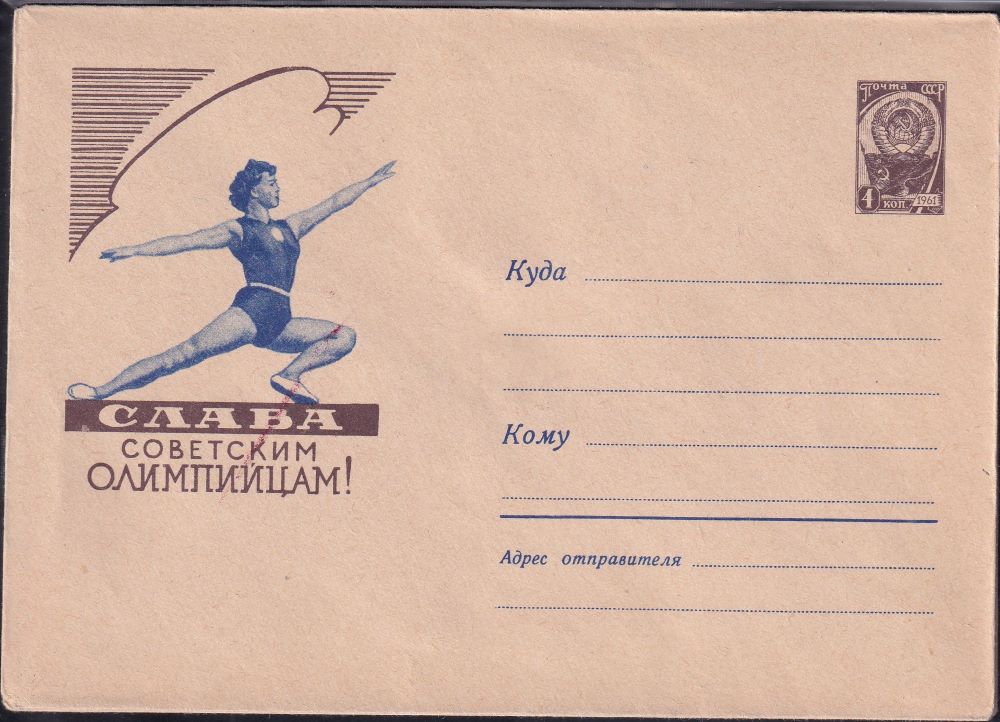 Почта СССР
4 коп. 1961
СЛАВА
СОВЕТСКИМ
ОЛИМПИЙЦАМ!
Куда
Кому
Адрес отправителя